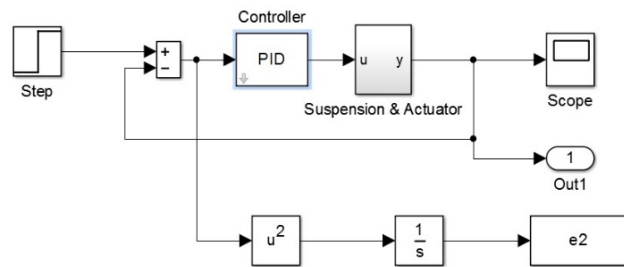 Controller
+
−
PID
u y
Step
Suspension & Actuator
Scope
1
Out1
u²
1
s
e2